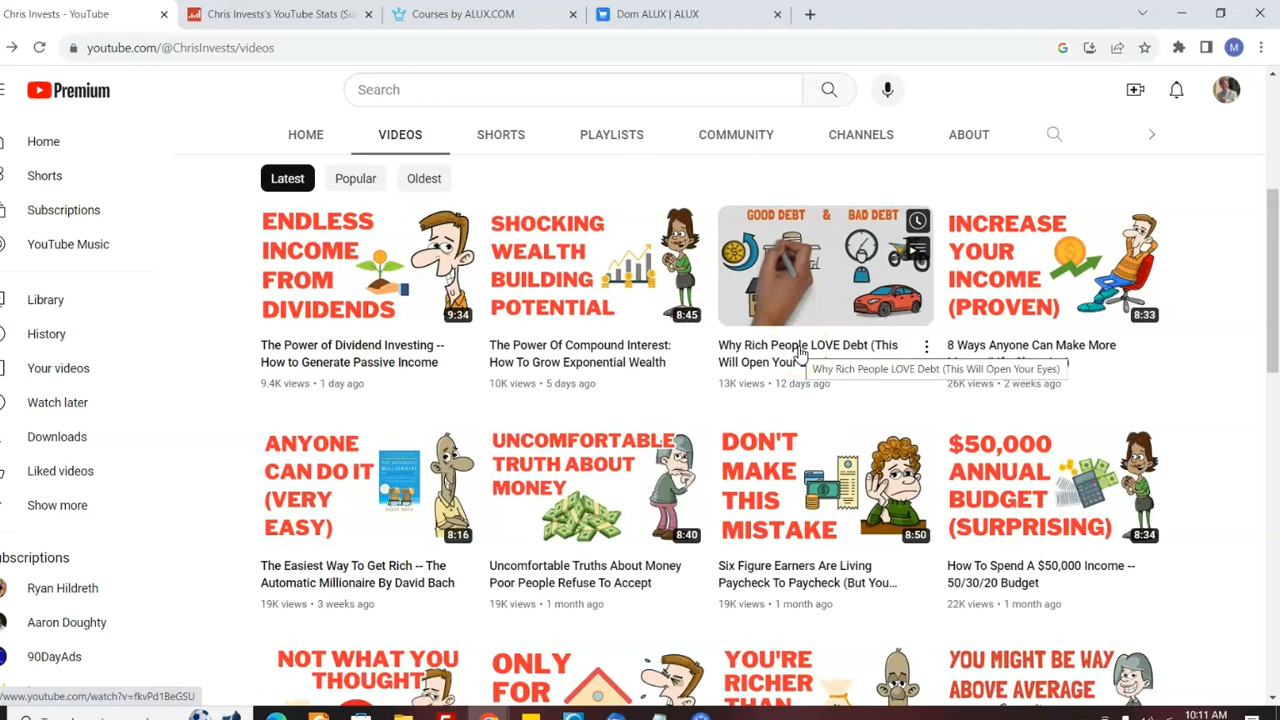 Chris Invests - YouTube
Chris Invests's YouTube Stats (Su
Courses by ALUX.COM
Dom ALUX | ALUX
youtube.com/@ChrisInvests/videos
M
Premium
Search
HOME
VIDEOS
SHORTS
PLAYLISTS
COMMUNITY
CHANNELS
ABOUT
Home
Shorts
Subscriptions
YouTube Music
Library
History
Your videos
Watch later
Downloads
Liked videos
Show more
ubscriptions
Ryan Hildreth
Aaron Doughty
90DayAds
Latest
Popular
Oldest
ENDLESS
INCOME
FROM
DIVIDENDS
9:34
SHOCKING
WEALTH
BUILDING
POTENTIAL
8:45
GOOD DEBT & BAD DEBT
INCREASE
YOUR
INCOME
(PROVEN)
8:33
The Power of Dividend Investing --
How to Generate Passive Income
9.4K views • 1 day ago
The Power Of Compound Interest:
How To Grow Exponential Wealth
10K views • 5 days ago
Why Rich People LOVE Debt (This
Will Open Your
Why Rich People LOVE Debt (This Will Open Your Eyes)
13K views • 12 days ago
8 Ways Anyone Can Make More
26K views • 2 weeks ago
ANYONE
CAN DO IT
(VERY
EASY)
8:16
UNCOMFORTABLE
TRUTH ABOUT
MONEY
8:40
DON'T
MAKE
THIS
MISTAKE
8:50
$50,000
ANNUAL
BUDGET
(SURPRISING)
8:34
The Easiest Way To Get Rich -- The
Automatic Millionaire By David Bach
19K views • 3 weeks ago
Uncomfortable Truths About Money
Poor People Refuse To Accept
19K views • 1 month ago
Six Figure Earners Are Living
Paycheck To Paycheck (But You...
19K views • 1 month ago
How To Spend A $50,000 Income --
50/30/20 Budget
22K views • 1 month ago
NOT WHAT YOU
THOUGHT
ONLY
FOR
YOU'RE
RICHER
THAN
YOU MIGHT BE WAY
ABOVE AVERAGE
/www.youtube.com/watch?v=fkvPd1BeGSU
10:11 AM